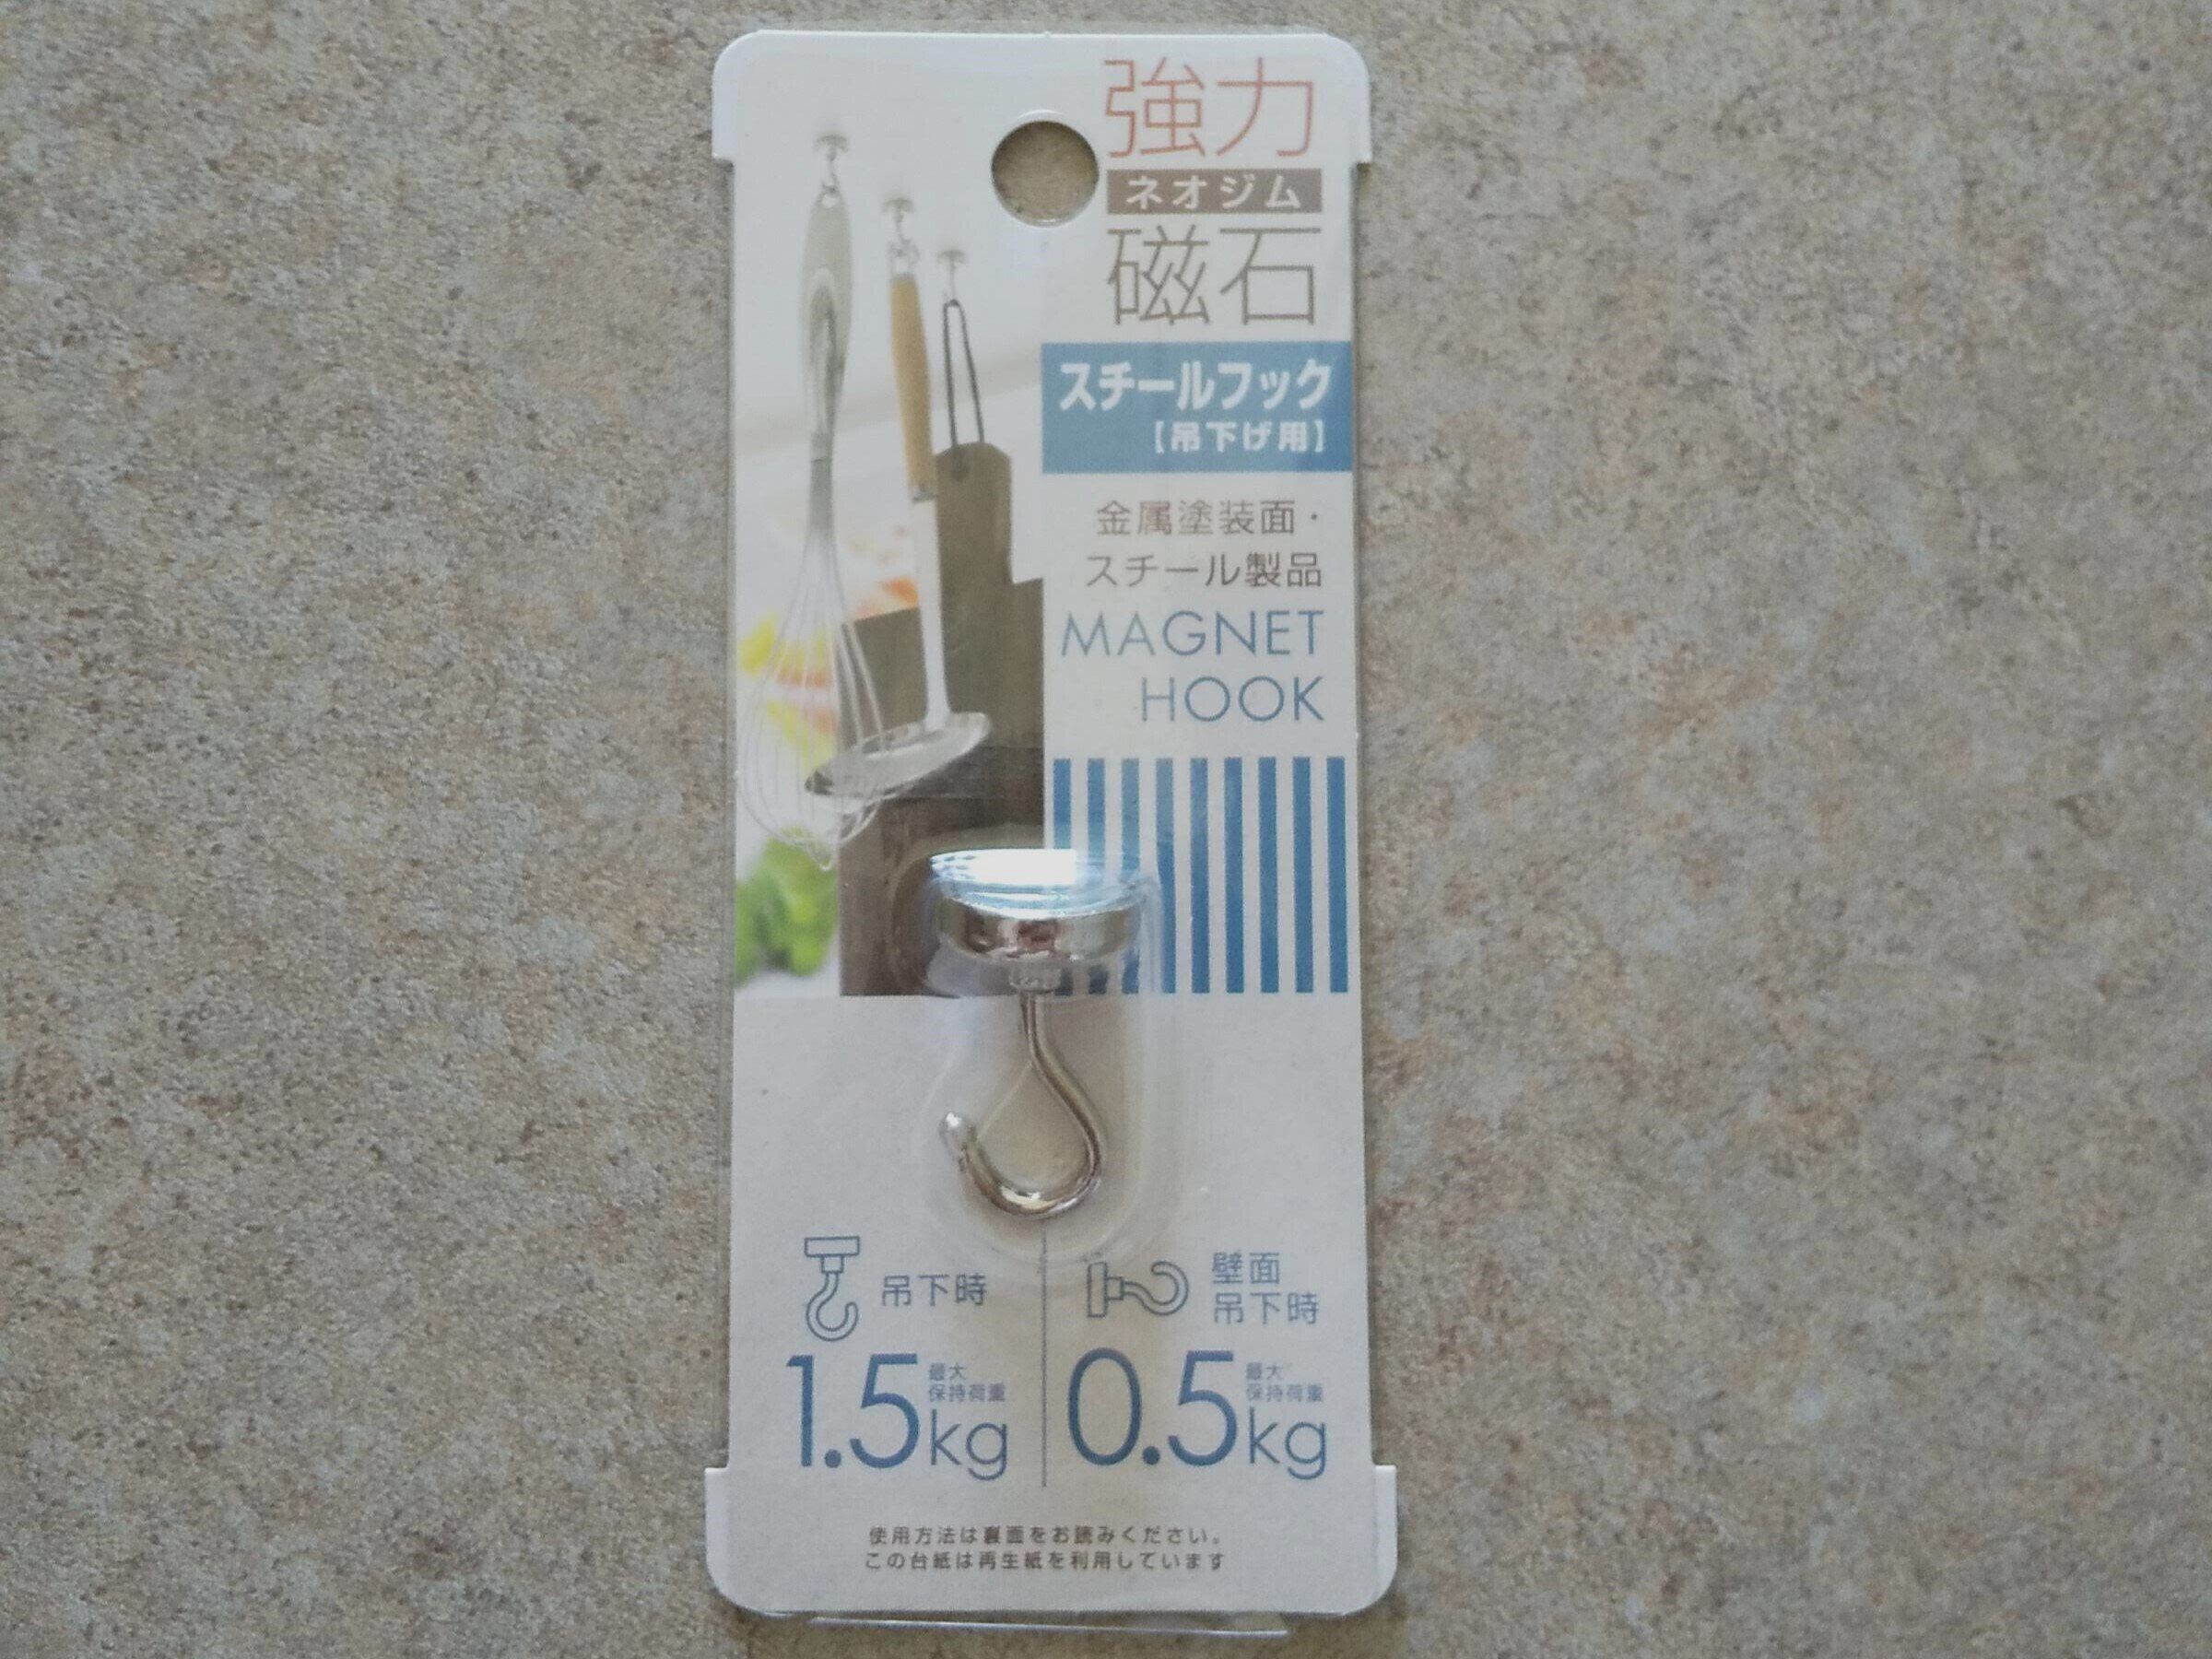 強力
ネオジム
磁石
スチールフック
【吊下げ用】
金属塗装面・
スチール製品
MAGNET
HOOK
吊下時
最大
保持荷重
1.5kg
壁面
吊下時
最大
保持荷重
0.5kg
使用方法は裏面をお読みください。
この台紙は再生紙を利用しています